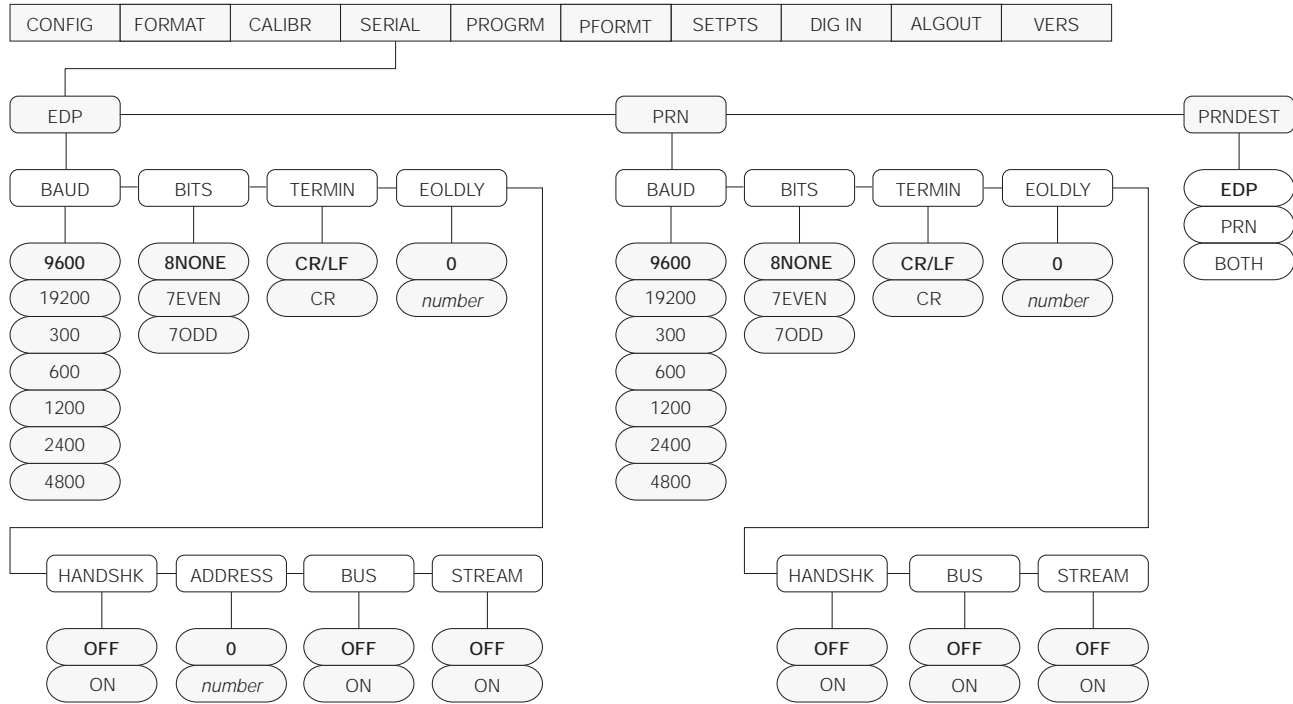 CONFIG FORMAT CALIBR SERIAL PROGRM PFORMT SETPTS DIG IN ALGOUT VERS
EDP PRN PRNDEST
BAUD BITS TERMIN EOLDLY BAUD BITS TERMIN EOLDLY EDP
PRN
9600 8NONE CR/LF 0 9600 8NONE CR/LF 0 BOTH
19200 7EVEN CR number 19200 7EVEN CR number
300 7ODD 300 7ODD
600 600
1200 1200
2400 2400
4800 4800
HANDSHK ADDRESS BUS STREAM HANDSHK BUS STREAM
OFF 0 OFF OFF OFF OFF OFF
ON number ON ON ON ON ON